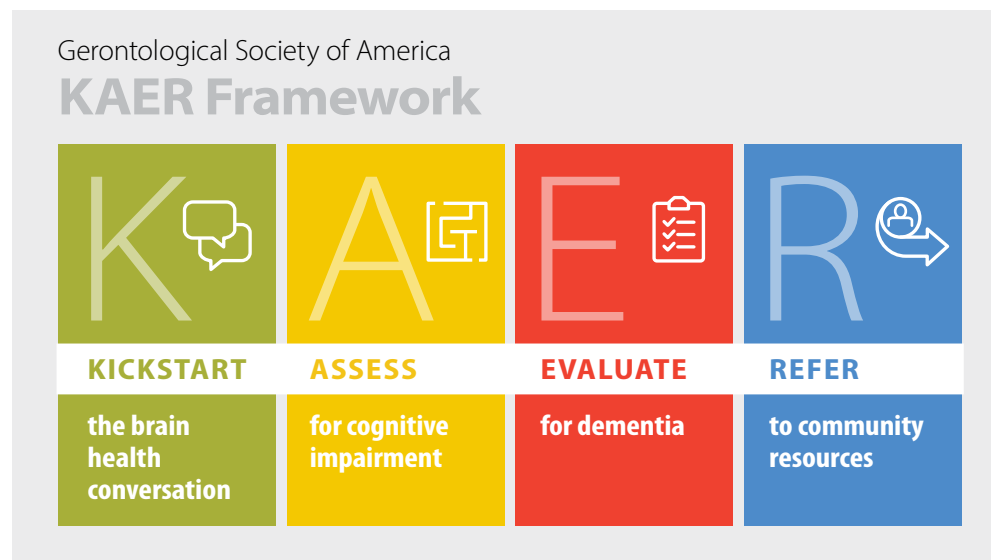 Gerontological Society of America
KAER Framework
K
A
E
R
KICKSTART
ASSESS
EVALUATE
REFER
the brain
health
conversation
for cognitive
impairment
for dementia
to community
resources